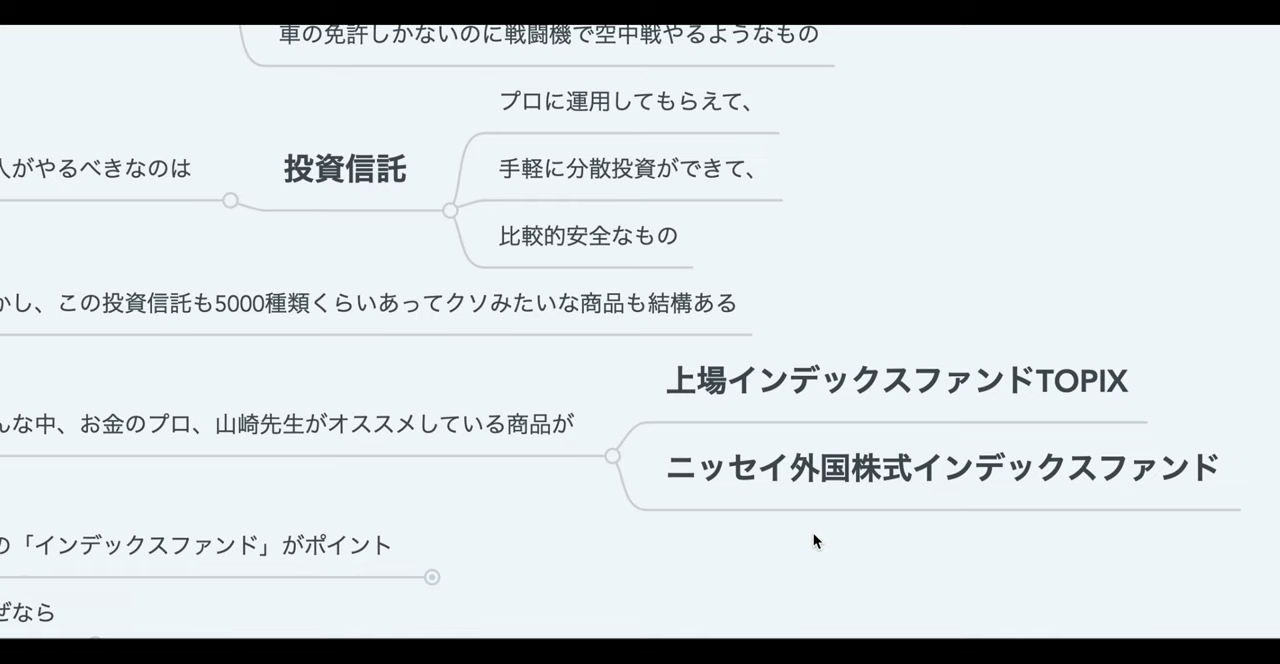 車の免許しかないのに戦闘機で空中戦やるようなもの
プロに運用してもらえて、
人がやるべきなのは
投資信託
手軽に分散投資ができて、
比較的安全なもの
かし、この投資信託も5000種類くらいあってクソみたいな商品も結構ある
上場インデックスファンドTOPIX
んな中、お金のプロ、山崎先生がオススメしている商品が
ニッセイ外国株式インデックスファンド
の「インデックスファンド」がポイント
ぜなら